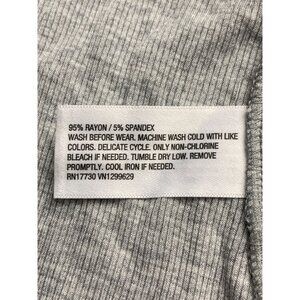 95% RAYON / 5% SPANDEX
WASH BEFORE WEAR. MACHINE WASH COLD WITH LIKE
COLORS. DELICATE CYCLE. ONLY NON-CHLORINE
BLEACH IF NEEDED. TUMBLE DRY LOW. REMOVE
PROMPTLY. COOL IRON IF NEEDED.
RN17730 VN1299629